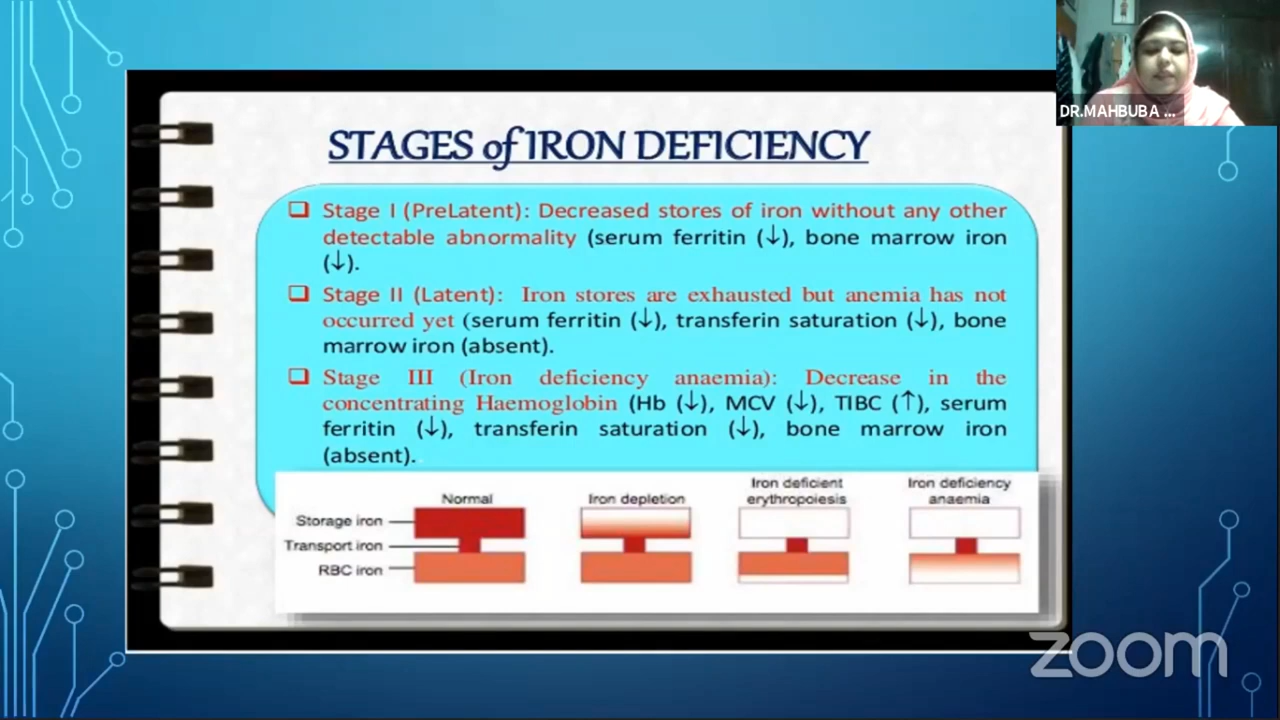 DR.MAHBUBA ...
STAGES of IRON DEFICIENCY
Stage I (PreLatent): Decreased stores of iron without any other
detectable abnormality (serum ferritin (↓), bone marrow iron
(↓).
Stage II (Latent): Iron stores are exhausted but anemia has not
occurred yet (serum ferritin (↓), transferin saturation (↓), bone
marrow iron (absent).
Stage III (Iron deficiency anaemia): Decrease in the
concentrating Haemoglobin (Hb (↓), MCV (↓), TIBC (↑), serum
ferritin (↓), transferin saturation (↓), bone marrow iron
(absent).
Normal
Iron depletion
Iron deficient
erythropoiesis
Iron deficiency
anaemia
Storage iron
Transport iron
RBC iron
zoom